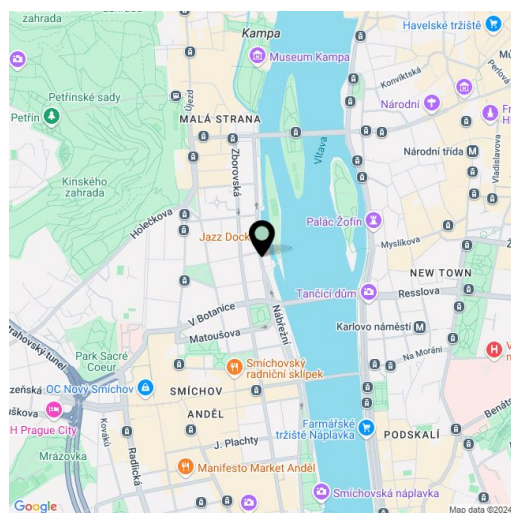 zahrada
Kampa
Havelské tržiště
Museum Kampa
Konviktská
Perlová
Petřínské sady
Újezd
Národní
Petřín
MALÁ STRANA
Vltava
Národní třída
Vladislavova
Zborovská
Kinského
zahrada
Holečkova
Palác Žofín
Jazz Dock
Myslíkova
NEW TOWN
Tančící dům
Resslova
V Botanice
Nábřežní
Karlovo náměstí
Matoušova
Na Moráni
Strahovský tunel
Park Sacré
Coeur
Smíchovský
radniční sklípek
OC Nový Smíchov
SMÍCHOV
zeňská
ANDĚL
Farmářské
tržiště Náplavka
H Prague City
Kováků
J. Plachty
PODSKALÍ
Mrázovka
Radlická
Manifesto Market Anděl
Smíchovská náplavka
Google
Map data ©2024